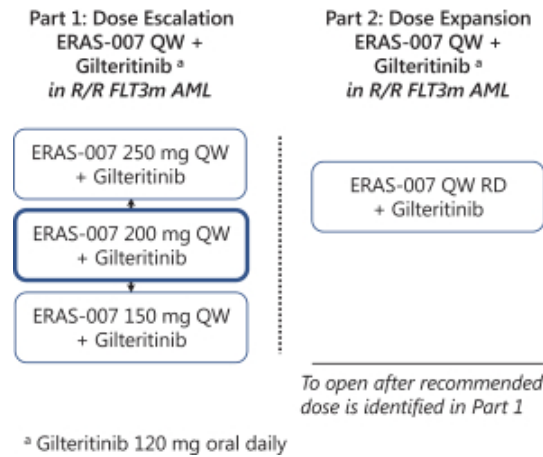 Part 1: Dose Escalation
ERAS-007 QW +
Gilteritinib ᵃ
in R/R FLT3m AML
ERAS-007 250 mg QW
+ Gilteritinib
ERAS-007 200 mg QW
+ Gilteritinib
ERAS-007 150 mg QW
+ Gilteritinib
Part 2: Dose Expansion
ERAS-007 QW +
Gilteritinib ᵃ
in R/R FLT3m AML
ERAS-007 QW RD
+ Gilteritinib
To open after recommended
dose is identified in Part 1
ᵃ Gilteritinib 120 mg oral daily